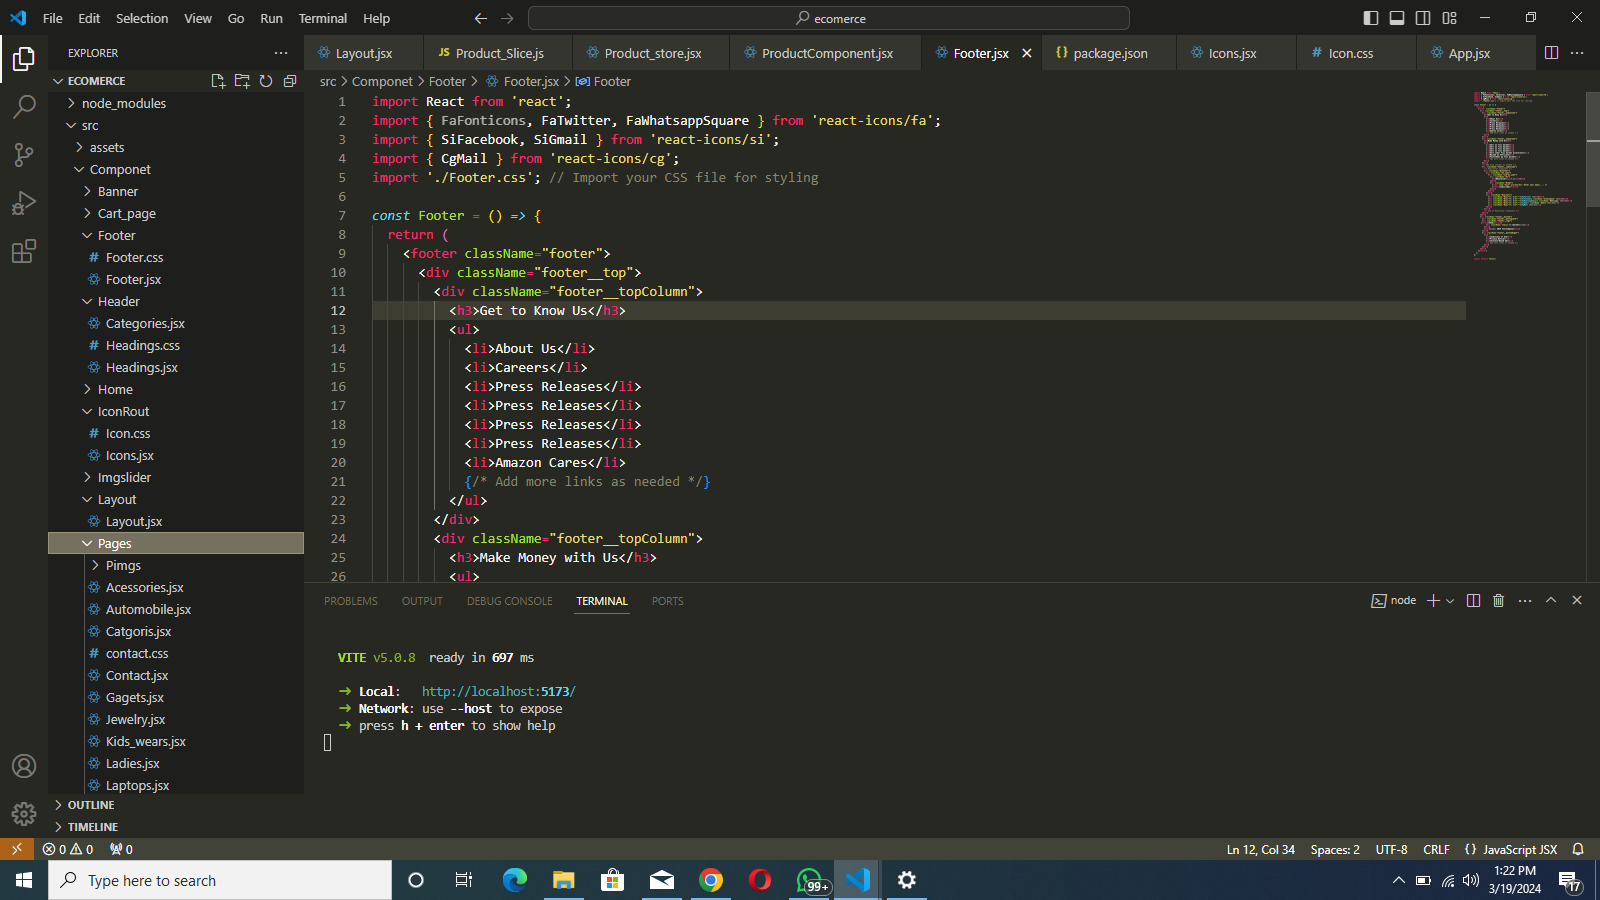 File Edit Selection View Go Run Terminal Help
ecomerce
EXPLORER
Layout.jsx
JS Product_Slice.js
Product_store.jsx
ProductComponent.jsx
Footer.jsx
{} package.json
Icons.jsx
# Icon.css
App.jsx
src > Componet > Footer > Footer.jsx > Footer
ECOMERCE
node_modules
src
assets
Componet
Banner
Cart_page
Footer
# Footer.css
Footer.jsx
Header
Categories.jsx
# Headings.css
Headings.jsx
Home
IconRout
# Icon.css
Icons.jsx
Imgslider
Layout
Layout.jsx
Pages
Pimgs
Acessories.jsx
Automobile.jsx
Catgoris.jsx
# contact.css
Contact.jsx
Gagets.jsx
Jewelry.jsx
Kids_wears.jsx
Ladies.jsx
Laptops.jsx
OUTLINE
TIMELINE
1 import React from 'react';
2 import { FaFonticons, FaTwitter, FaWhatsappSquare } from 'react-icons/fa';
3 import { SiFacebook, SiGmail } from 'react-icons/si';
4 import { CgMail } from 'react-icons/cg';
5 import './Footer.css'; // Import your CSS file for styling
6
7 const Footer = () => {
8 return (
9 <footer className="footer">
10 <div className="footer__top">
11 <div className="footer__topColumn">
12 <h3>Get to Know Us</h3>
13 <ul>
14 <li>About Us</li>
15 <li>Careers</li>
16 <li>Press Releases</li>
17 <li>Press Releases</li>
18 <li>Press Releases</li>
19 <li>Press Releases</li>
20 <li>Amazon Cares</li>
21 {/* Add more links as needed */}
22 </ul>
23 </div>
24 <div className="footer__topColumn">
25 <h3>Make Money with Us</h3>
26 <ul>
PROBLEMS OUTPUT DEBUG CONSOLE TERMINAL PORTS
node
VITE v5.0.8 ready in 697 ms
➜ Local: http://localhost:5173/
➜ Network: use --host to expose
➜ press h + enter to show help
0 0 0
Ln 12, Col 34 Spaces: 2 UTF-8 CRLF {} JavaScript JSX
Type here to search
99+
1:22 PM
3/19/2024
17